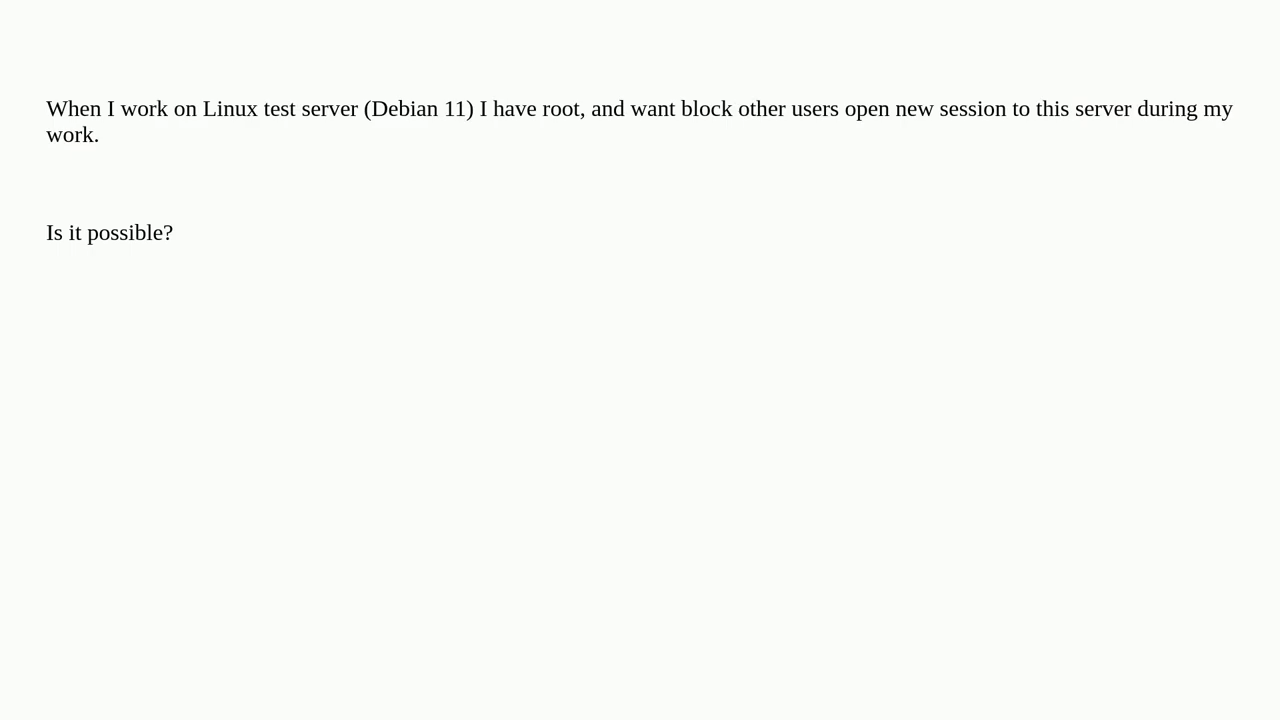 When I work on Linux test server (Debian 11) I have root, and want block other users open new session to this server during my
work.
Is it possible?